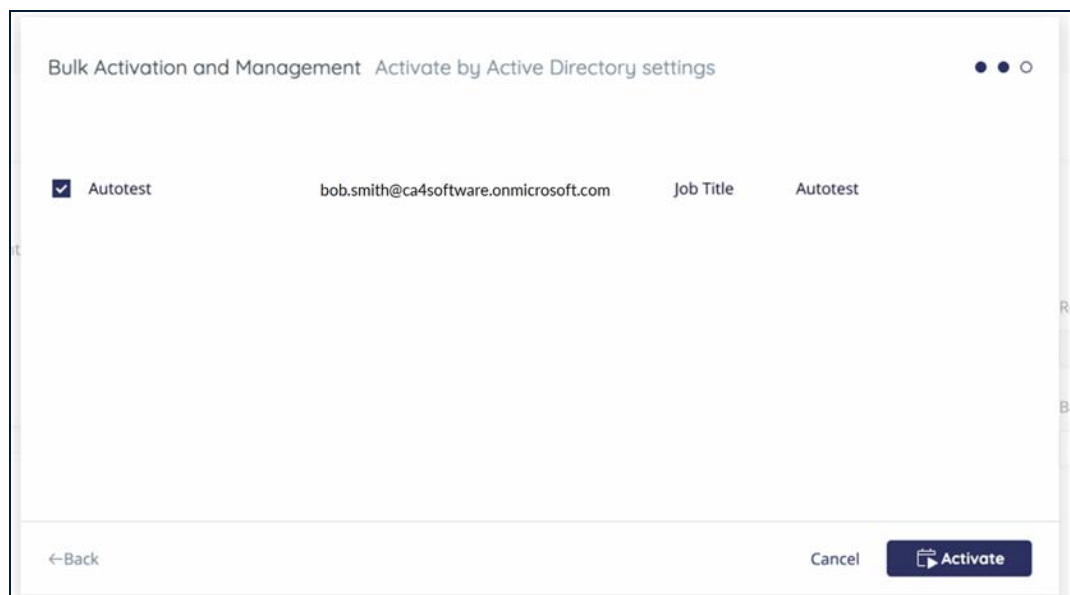 Bulk Activation and Management Activate by Active Directory settings
Autotest bob.smith@ca4software.onmicrosoft.com Job Title Autotest
t
R
B
←Back Cancel Activate